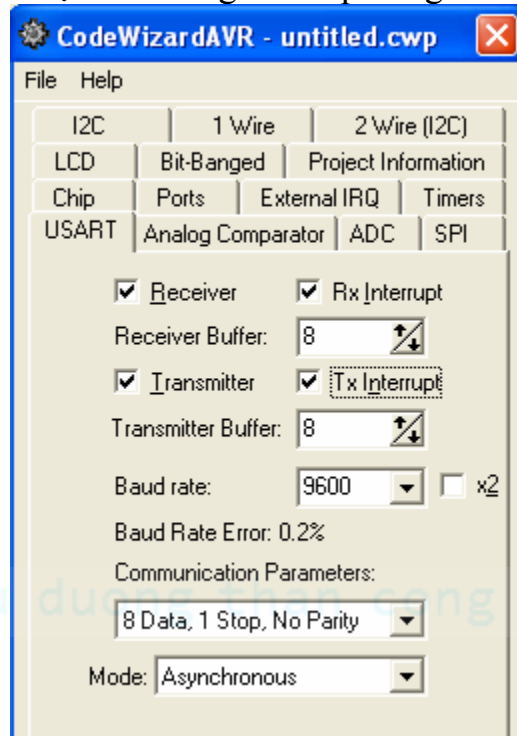 CodeWizardAVR - untitled.cwp
File Help
I2C 1 Wire 2 Wire (I2C)
LCD Bit-Banged Project Information
Chip Ports External IRQ Timers
USART Analog Comparator ADC SPI
Receiver Rx Interrupt
Receiver Buffer: 8
Transmitter Tx Interrupt
Transmitter Buffer: 8
Baud rate: 9600 x2
Baud Rate Error: 0.2%
Communication Parameters:
duong than cong
8 Data, 1 Stop, No Parity
Mode: Asynchronous